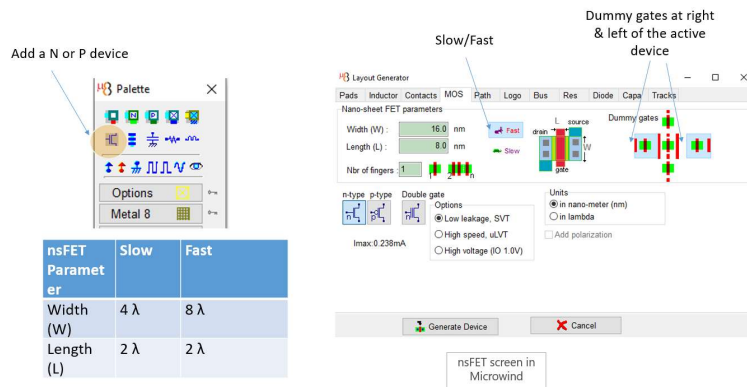 Add a N or P device
Slow/Fast
Dummy gates at right
& left of the active
device
Palette
Options
Metal 8
nsFET
Paramet
er
Slow
Fast
Width
(W)
4 λ
8 λ
Length
(L)
2 λ
2 λ
Layout Generator
Pads Inductor Contacts MOS Path Logo Bus Res Diode Capa Tracks
Nano-sheet FET parameters
Width (W) : 16.0 nm
Length (L) : 8.0 nm
Nbr of fingers : 1
1 2 n
Fast
Slow
L source
drain
W
gate
Dummy gates
n-type p-type Double gate
n p n
Imax:0.238mA
Options
Low leakage, SVT
High speed, uLVT
High voltage (IO 1.0V)
Units
in nano-meter (nm)
in lambda
Add polarization
Generate Device
Cancel
nsFET screen in
Microwind